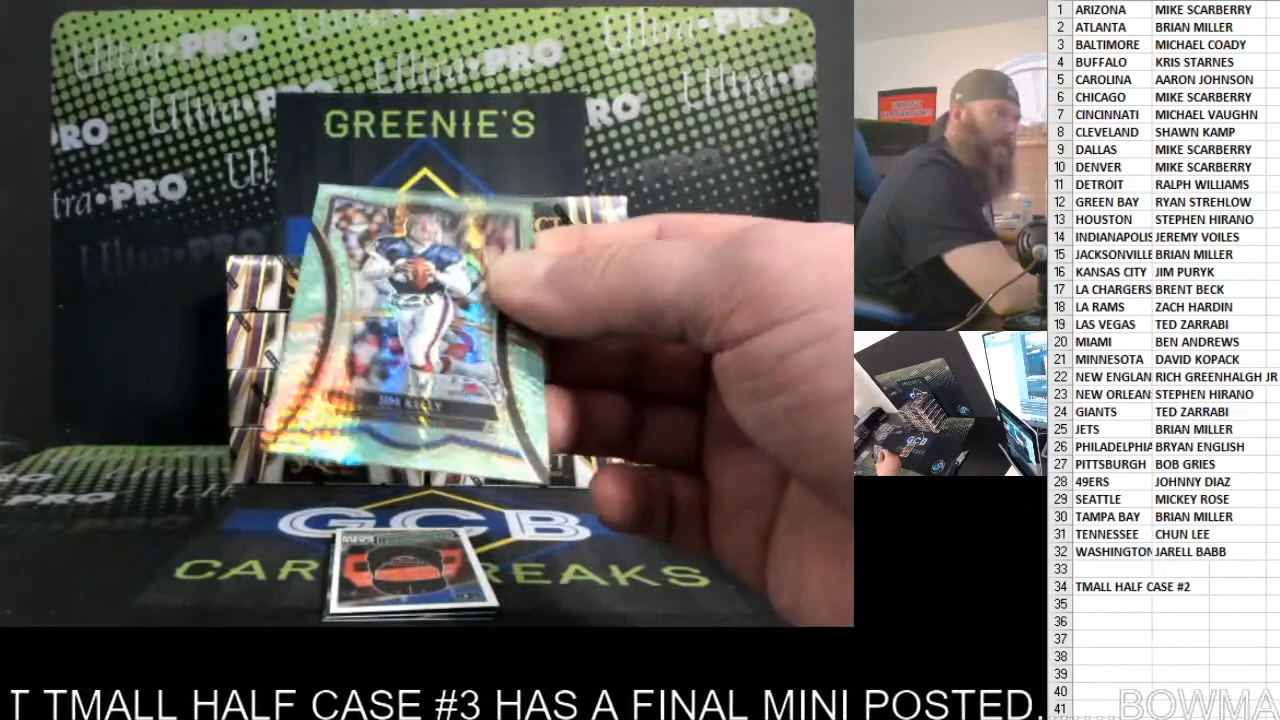 Ultra•PRO
GREENIE'S
JIM KELLY
GCB
CARD BREAKS
1 ARIZONA MIKE SCARBERRY
2 ATLANTA BRIAN MILLER
3 BALTIMORE MICHAEL COADY
4 BUFFALO KRIS STARNES
5 CAROLINA AARON JOHNSON
6 CHICAGO MIKE SCARBERRY
7 CINCINNATI MICHAEL VAUGHN
8 CLEVELAND SHAWN KAMP
9 DALLAS MIKE SCARBERRY
10 DENVER MIKE SCARBERRY
11 DETROIT RALPH WILLIAMS
12 GREEN BAY RYAN STREHLOW
13 HOUSTON STEPHEN HIRANO
14 INDIANAPOLIS JEREMY VOILES
15 JACKSONVILLE BRIAN MILLER
16 KANSAS CITY JIM PURYK
17 LA CHARGERS BRENT BECK
18 LA RAMS ZACH HARDIN
19 LAS VEGAS TED ZARRABI
20 MIAMI BEN ANDREWS
21 MINNESOTA DAVID KOPACK
22 NEW ENGLAN RICH GREENHALGH JR
23 NEW ORLEAN STEPHEN HIRANO
24 GIANTS TED ZARRABI
25 JETS BRIAN MILLER
26 PHILADELPHIA BRYAN ENGLISH
27 PITTSBURGH BOB GRIES
28 49ERS JOHNNY DIAZ
29 SEATTLE MICKEY ROSE
30 TAMPA BAY BRIAN MILLER
31 TENNESSEE CHUN LEE
32 WASHINGTON JARELL BABB
33
34 TMALL HALF CASE #2
35
36
37
38
39
40
41
T TMALL HALF CASE #3 HAS A FINAL MINI POSTED...... BOWMA